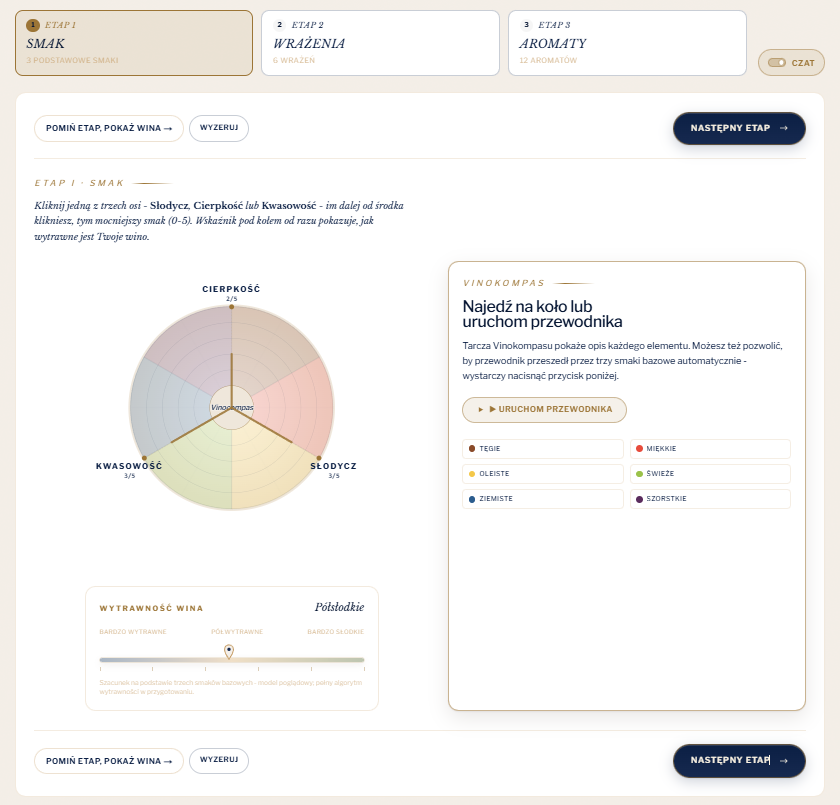 1 ETAP 1
SMAK
3 PODSTAWOWE SMAKI
2 ETAP 2
WRAŻENIA
6 WRAŻEŃ
3 ETAP 3
AROMATY
12 AROMATÓW
CZAT
POMIŃ ETAP, POKAŻ WINA →
WYZERUJ
NASTĘPNY ETAP →
ETAP I · SMAK
Kliknij jedną z trzech osi - Słodycz, Cierpkość lub Kwasowość - im dalej od środka
klikniesz, tym mocniejszy smak (0-5). Wskaźnik pod kołem od razu pokazuje, jak
wytrawne jest Twoje wino.
CIERPKOŚĆ
2/5
Vinokompas
KWASOWOŚĆ
3/5
SŁODYCZ
3/5
WYTRAWNOŚĆ WINA
Półsłodkie
BARDZO WYTRAWNE
PÓŁWYTRAWNE
BARDZO SŁODKIE
Szacunek na podstawie trzech smaków bazowych - model poglądowy; pełny algorytm
wytrawności w przygotowaniu.
VINOKOMPAS
Najedź na koło lub
uruchom przewodnika
Tarcza Vinokompasu pokaże opis każdego elementu. Możesz też pozwolić,
by przewodnik przeszedł przez trzy smaki bazowe automatycznie -
wystarczy nacisnąć przycisk poniżej.
▶ ▶ URUCHOM PRZEWODNIKA
TĘGIE
MIĘKKIE
OLEISTE
ŚWIEŻE
ZIEMISTE
SZORSTKIE
POMIŃ ETAP, POKAŻ WINA →
WYZERUJ
NASTĘPNY ETAP →